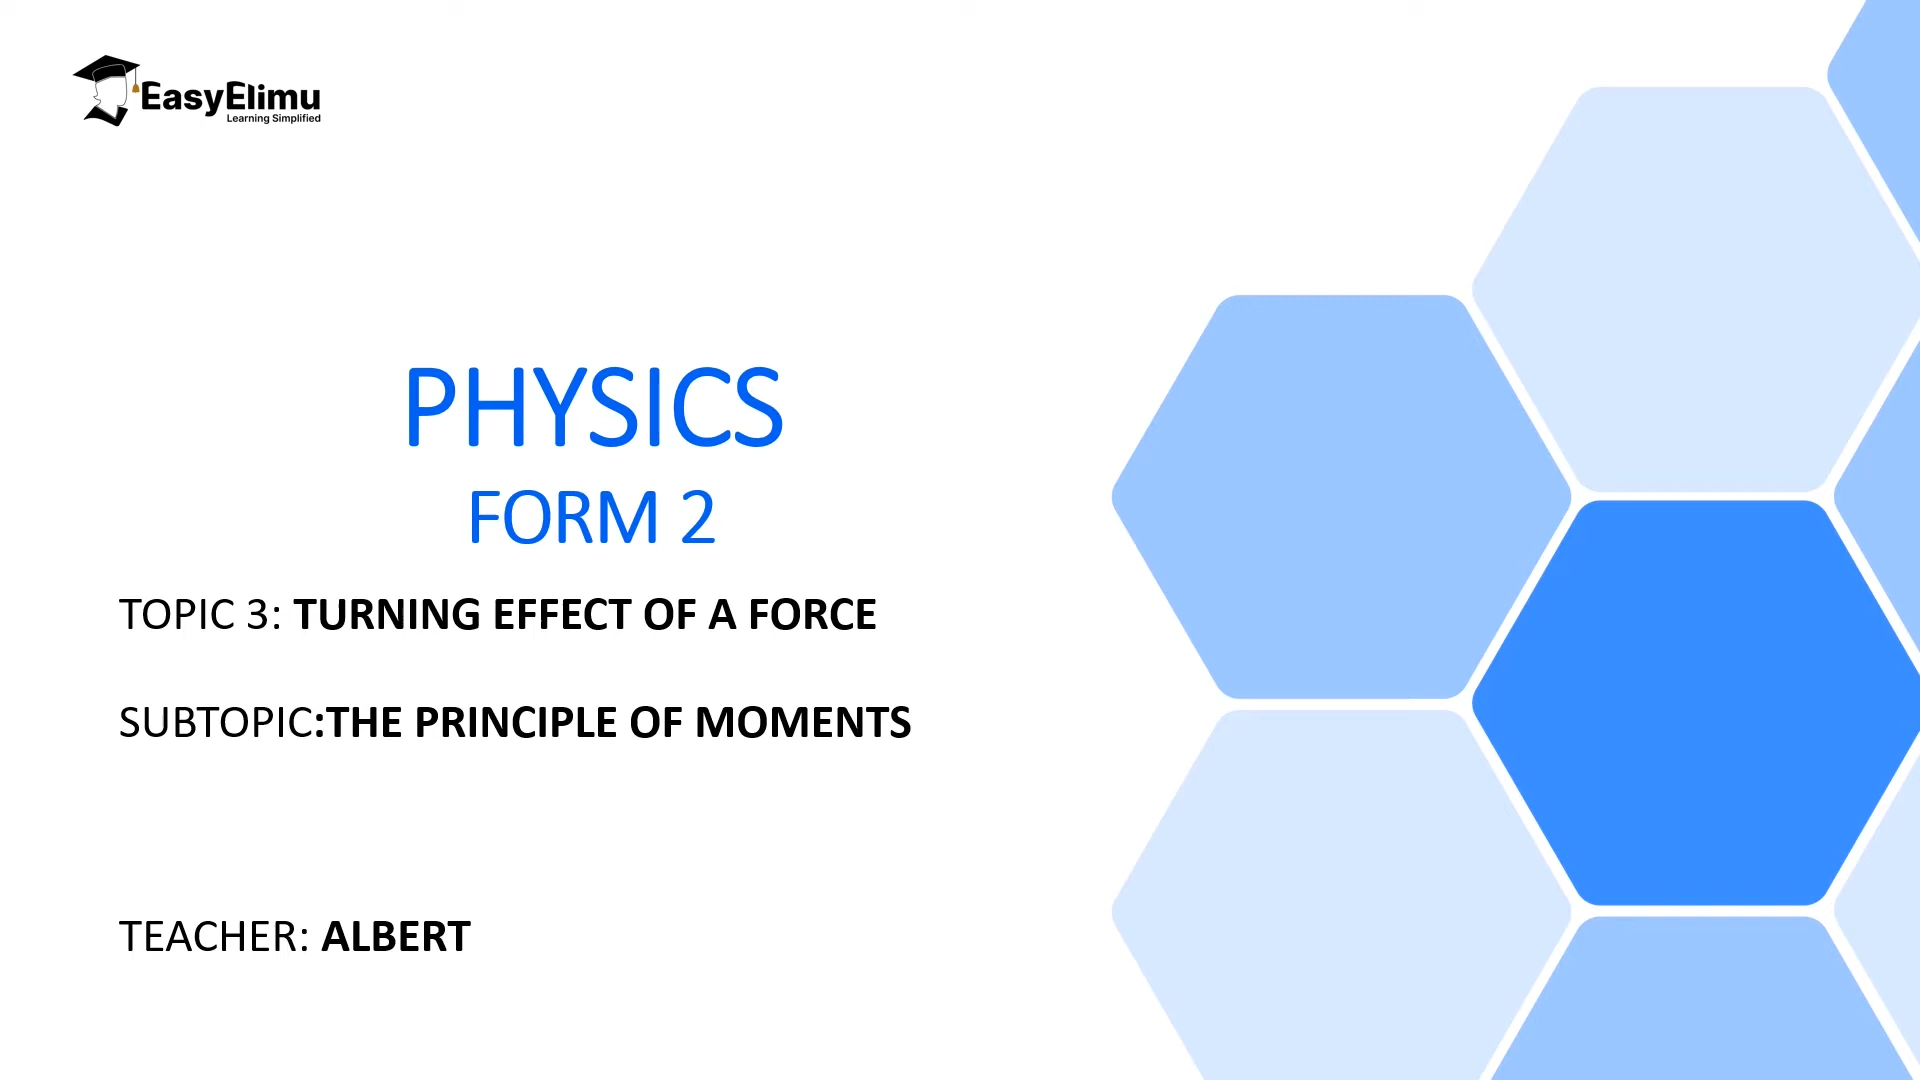 EasyElimu
Learning Simplified
PHYSICS
FORM 2
TOPIC 3: TURNING EFFECT OF A FORCE
SUBTOPIC:THE PRINCIPLE OF MOMENTS
TEACHER: ALBERT